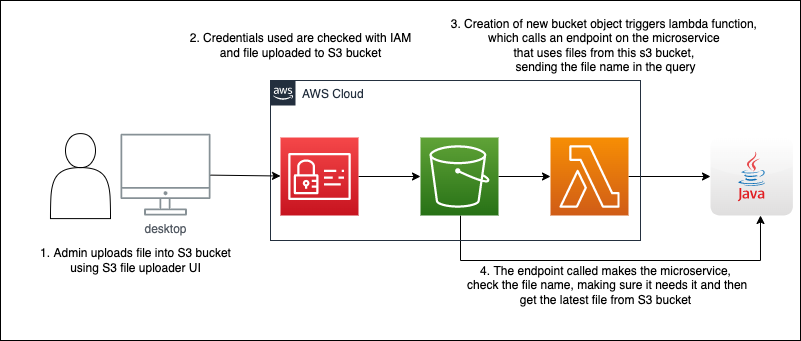 2. Credentials used are checked with IAM
and file uploaded to S3 bucket
3. Creation of new bucket object triggers lambda function,
which calls an endpoint on the microservice
that uses files from this s3 bucket,
sending the file name in the query
aws
AWS Cloud
Java
desktop
1. Admin uploads file into S3 bucket
using S3 file uploader UI
4. The endpoint called makes the microservice,
check the file name, making sure it needs it and then
get the latest file from S3 bucket